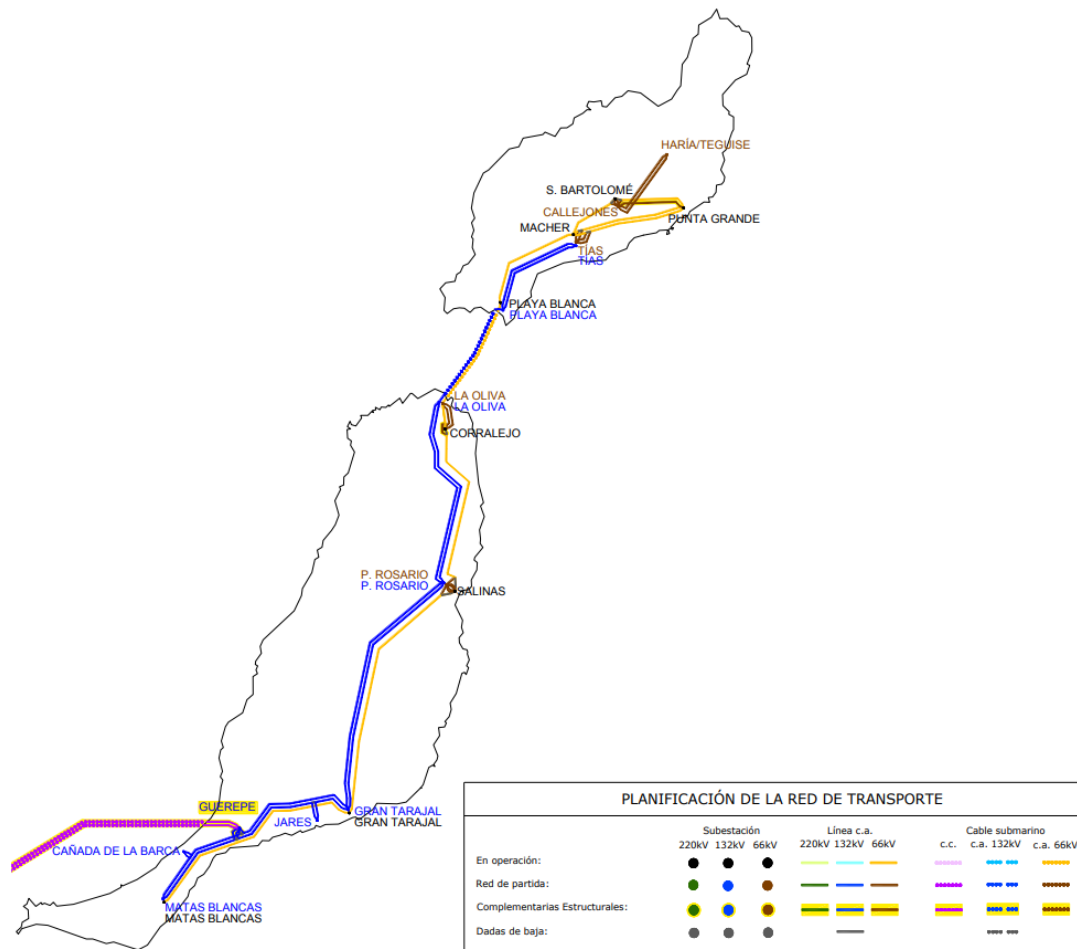 HARÍA/TEGUISE
S. BARTOLOMÉ
CALLEJONES
PUNTA GRANDE
MACHER
TÍAS
TIAS
PLAYA BLANCA
PLAYA BLANCA
LA OLIVA
LA OLIVA
CORRALEJO
P. ROSARIO
P. ROSARIO
SALINAS
GUEREPE
GRAN TARAJAL
JARES
GRAN TARAJAL
CAÑADA DE LA BARCA
MATAS BLANCAS
MATAS BLANCAS
PLANIFICACIÓN DE LA RED DE TRANSPORTE
Subestación Línea c.a. Cable submarino
220kV 132kV 66kV 220kV 132kV 66kV c.c. c.a. 132kV c.a. 66kV
En operación:
Red de partida:
Complementarias Estructurales:
Dadas de baja: